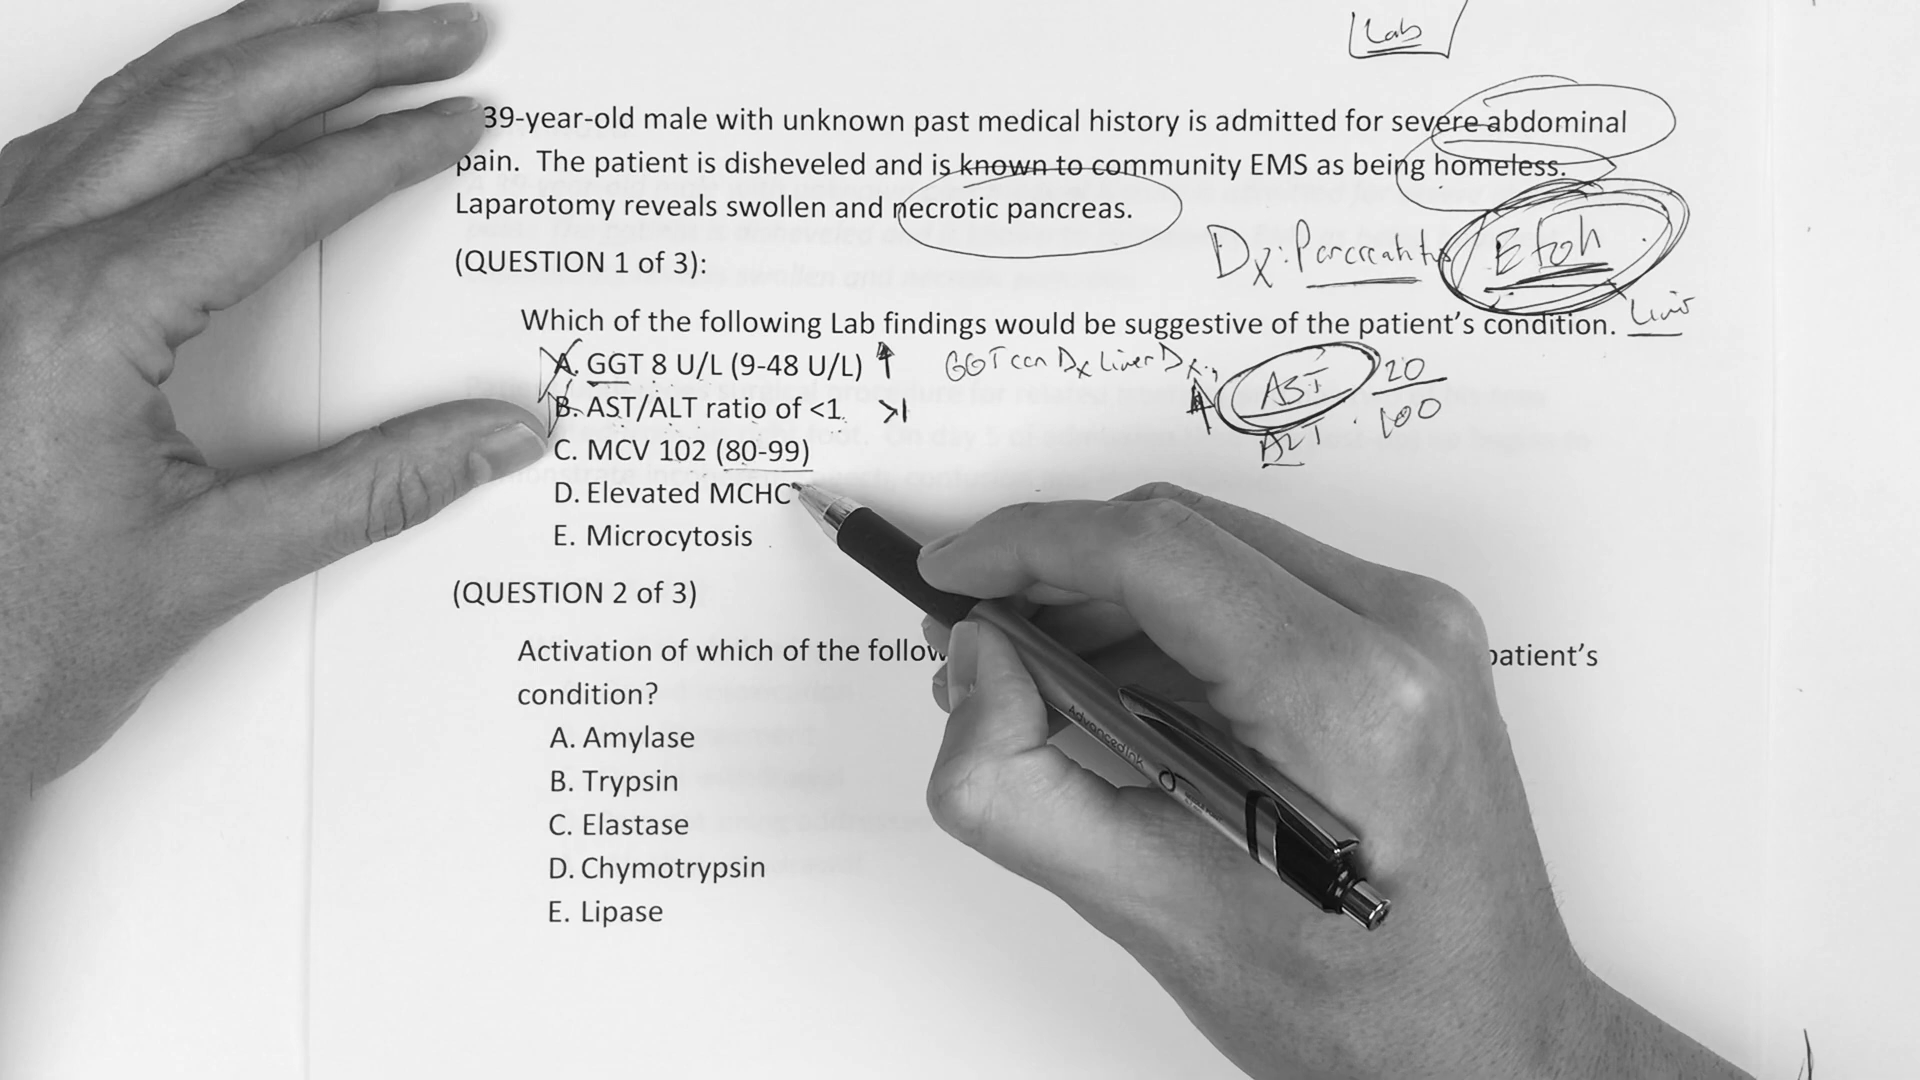 Lab
39-year-old male with unknown past medical history is admitted for severe abdominal
pain. The patient is disheveled and is known to community EMS as being homeless.
Laparotomy reveals swollen and necrotic pancreas.
Dx: Pancreatitis Etoh
(QUESTION 1 of 3):
Liver
Which of the following Lab findings would be suggestive of the patient's condition.
A. GGT 8 U/L (9-48 U/L) ↑ GGT can Dx Liver Dx., AST 20
B. AST/ALT ratio of <1 >1 ↑ ALT 100
C. MCV 102 (80-99)
D. Elevated MCHC
E. Microcytosis
(QUESTION 2 of 3)
Activation of which of the follow patient's
condition?
A. Amylase
B. Trypsin
C. Elastase
D. Chymotrypsin
E. Lipase
Advanced Ink